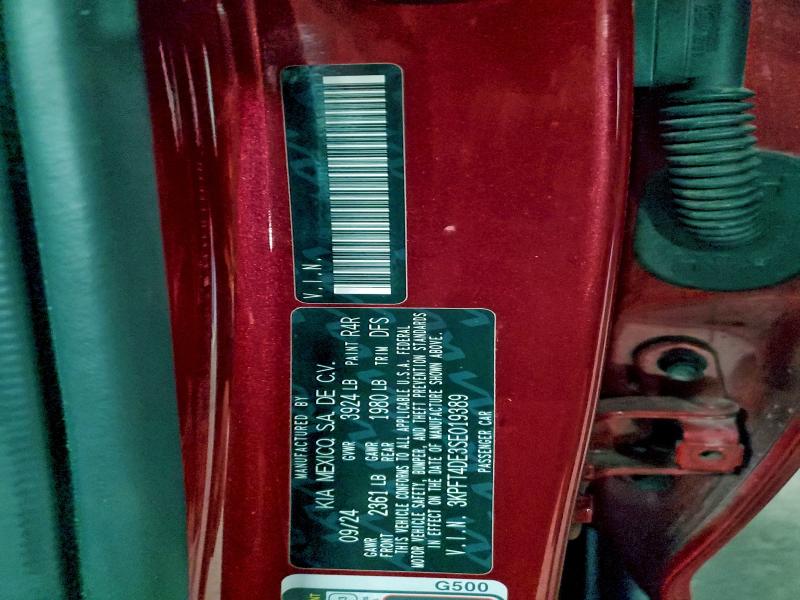 V.I.N.
MANUFACTURED BY
KIA MEXICO, S.A. DE C.V.
09/24 GVWR 3924 LB PAINT R4R
GAWR FRONT 2361 LB GAWR REAR 1980 LB TRIM DFS
THIS VEHICLE CONFORMS TO ALL APPLICABLE U.S.A. FEDERAL
MOTOR VEHICLE SAFETY, BUMPER, AND THEFT PREVENTION STANDARDS
IN EFFECT ON THE DATE OF MANUFACTURE SHOWN ABOVE.
V.I.N. 3KPFT4DE3SE019389
PASSENGER CAR
G500